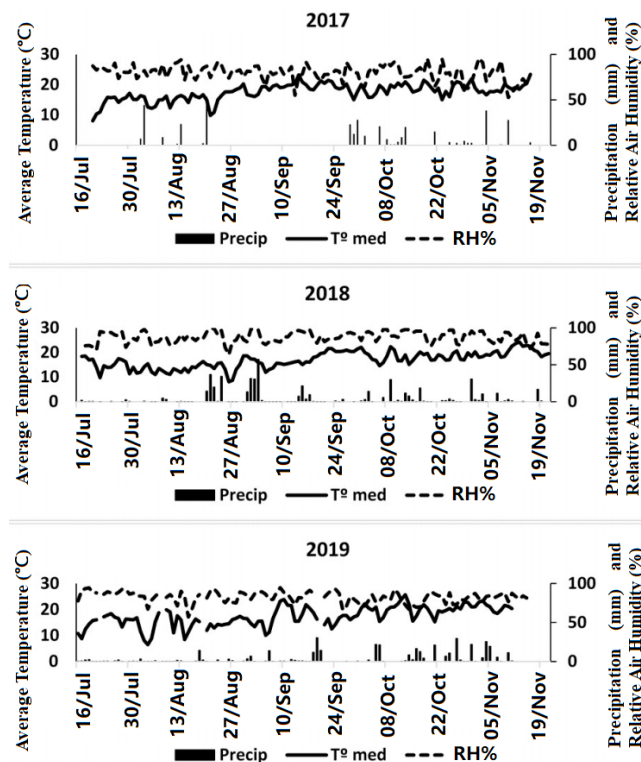 2017
Average Temperature (°C)
30
20
10
0
100
50
0
Precipitation (mm) and
Relative Air Humidity (%)
16/Jul
30/Jul
13/Aug
27/Aug
10/Sep
24/Sep
08/Oct
22/Oct
05/Nov
19/Nov
Precip Tº med RH%
2018
Average Temperature (°C)
30
20
10
0
100
50
0
Precipitation (mm) and
Relative Air Humidity (%)
16/Jul
30/Jul
13/Aug
27/Aug
10/Sep
24/Sep
08/Oct
22/Oct
05/Nov
19/Nov
Precip Tº med RH%
2019
Average Temperature (°C)
30
20
10
0
100
50
0
Precipitation (mm) and
Relative Air Humidity (%)
16/Jul
30/Jul
13/Aug
27/Aug
10/Sep
24/Sep
08/Oct
22/Oct
05/Nov
19/Nov
Precip Tº med RH%